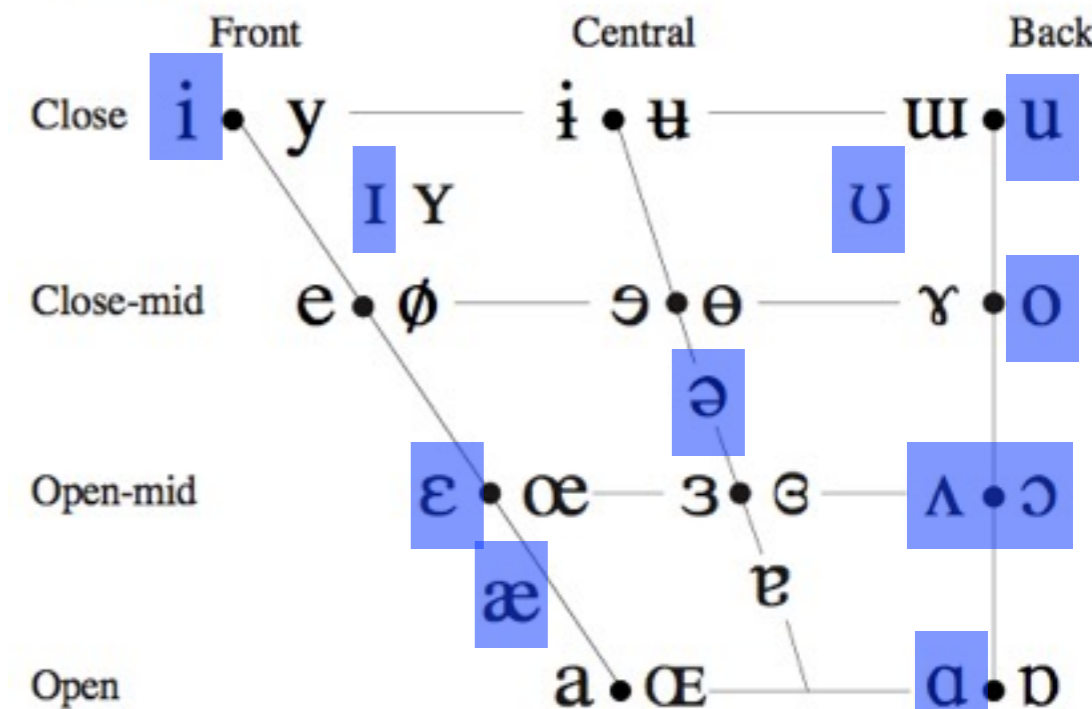 Front Central Back
Close i y ɨ ʉ ɯ u
ɪ ʏ ʊ
Close-mid e ø ɘ ɵ ɤ o
ə
Open-mid ɛ œ ɜ ɞ ʌ ɔ
æ ɐ
Open a ɶ ɑ ɒ